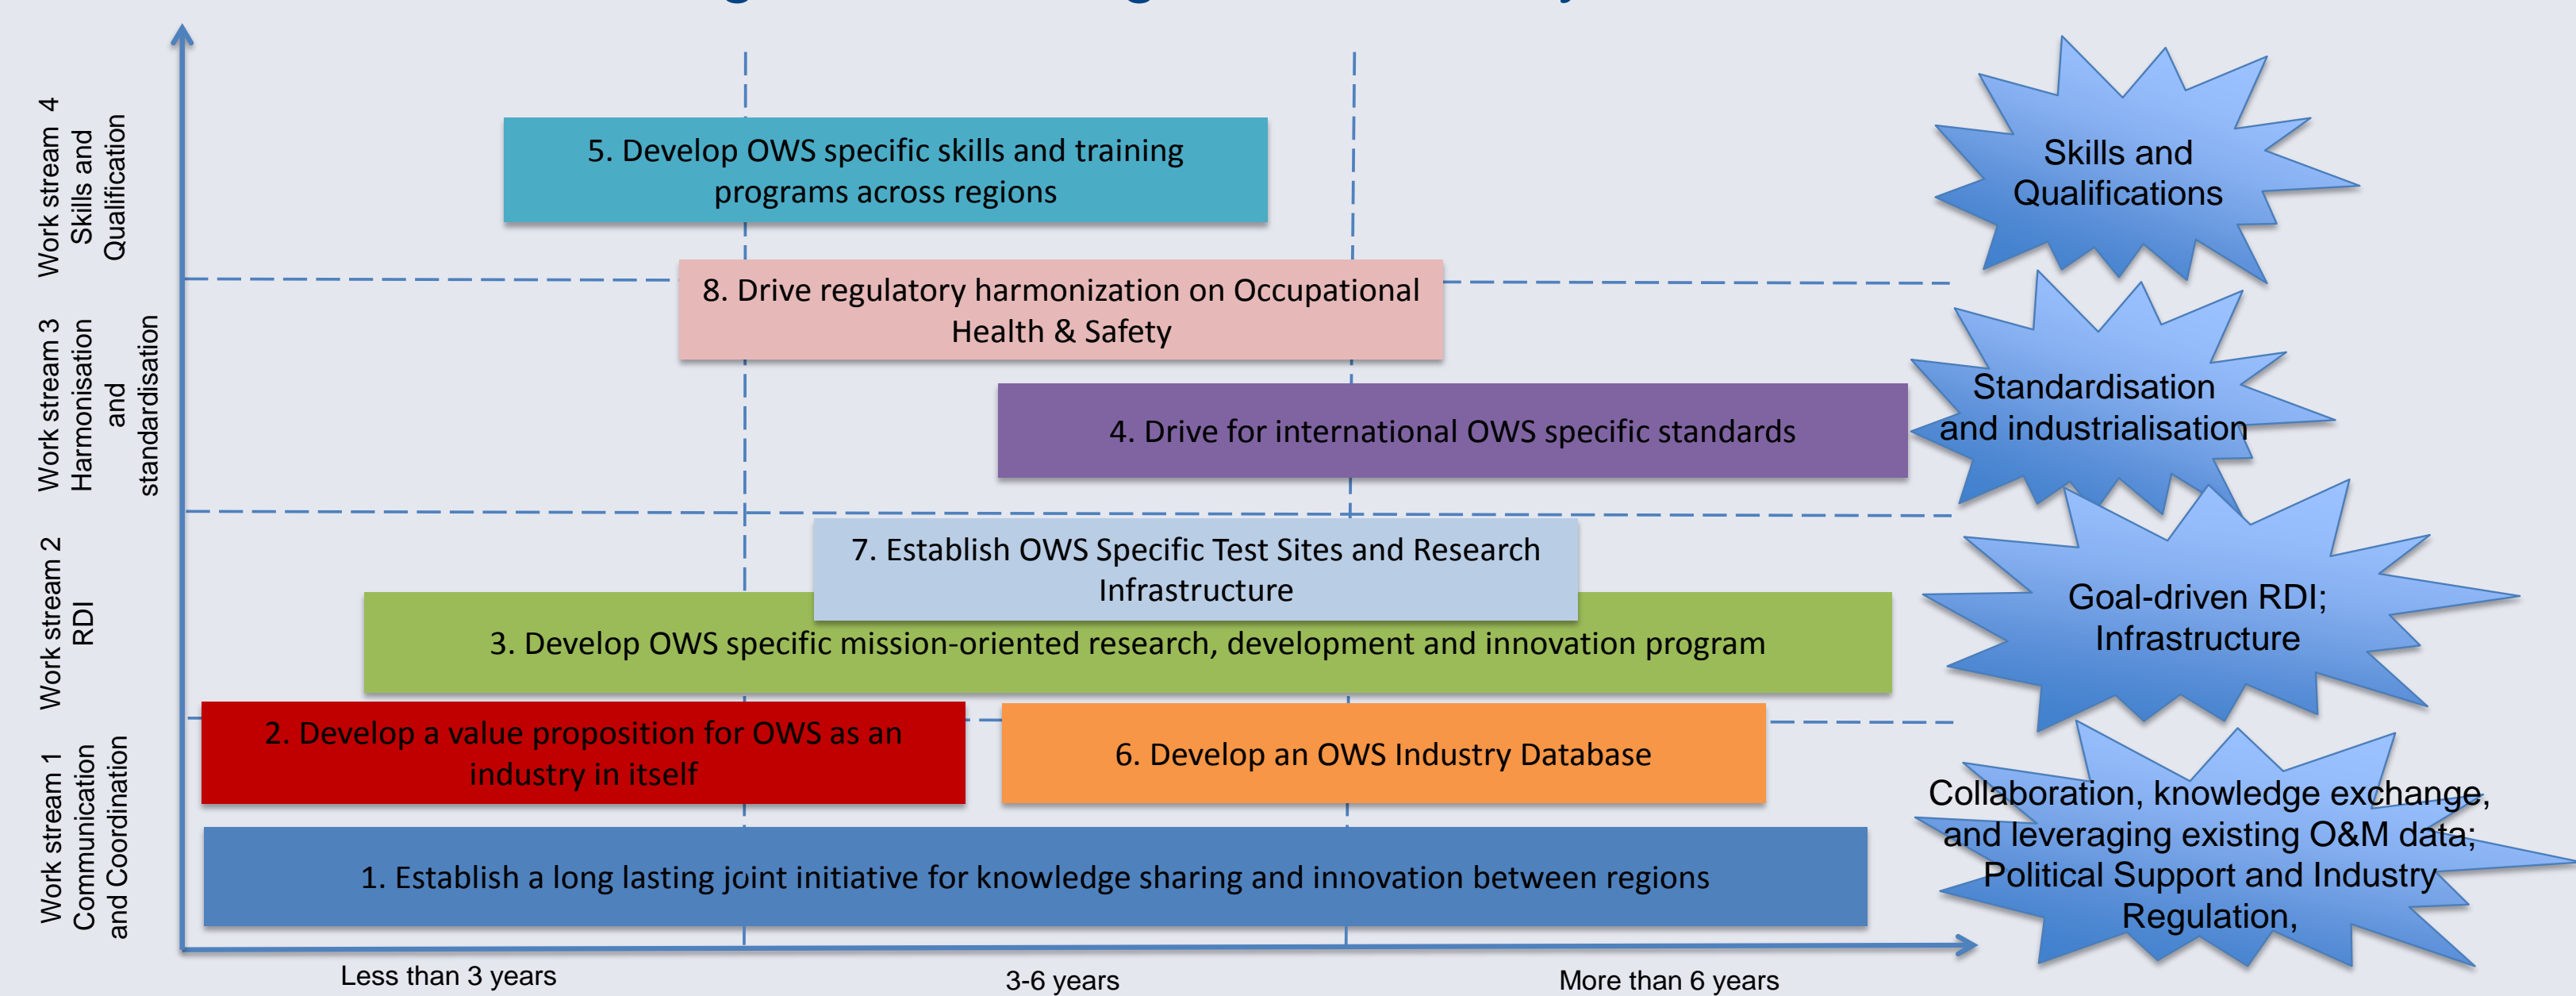 Work stream 4
Skills and
Qualification
5. Develop OWS specific skills and training
programs across regions
Skills and
Qualifications
Work stream 3
Harmonisation
and
standardisation
8. Drive regulatory harmonization on Occupational
Health & Safety
4. Drive for international OWS specific standards
Standardisation
and industrialisation
Work stream 2
RDI
7. Establish OWS Specific Test Sites and Research
Infrastructure
3. Develop OWS specific mission-oriented research, development and innovation program
Goal-driven RDI;
Infrastructure
Work stream 1
Communication
and Coordination
2. Develop a value proposition for OWS as an
industry in itself
6. Develop an OWS Industry Database
1. Establish a long lasting joint initiative for knowledge sharing and innovation between regions
Collaboration, knowledge exchange,
and leveraging existing O&M data;
Political Support and Industry
Regulation,
Less than 3 years
3-6 years
More than 6 years